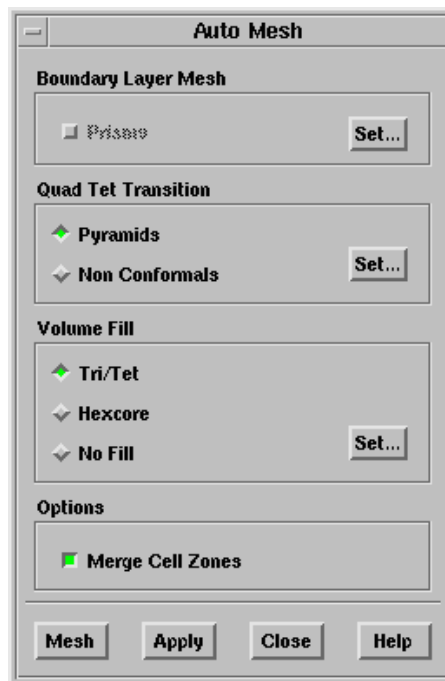 Auto Mesh
Boundary Layer Mesh
Prisms
Set...
Quad Tet Transition
Pyramids
Non Conformals
Set...
Volume Fill
Tri/Tet
Hexcore
No Fill
Set...
Options
Merge Cell Zones
Mesh Apply Close Help